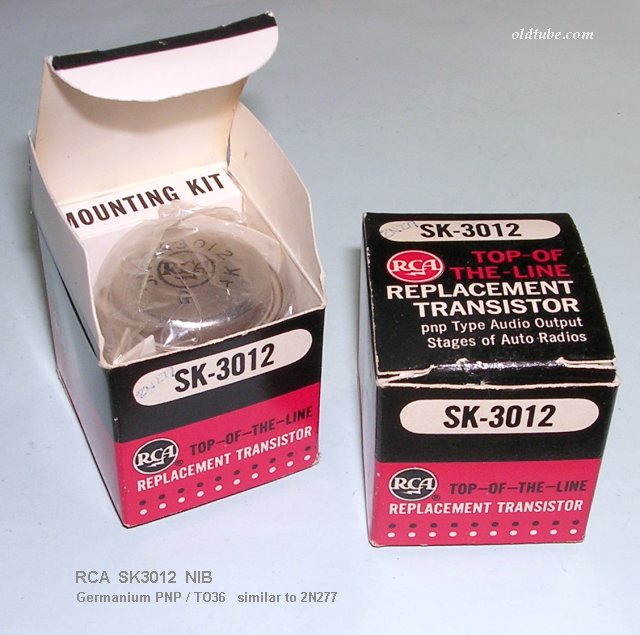 oldtube.com
MOUNTING KIT
3012
RCA
SK-3012
RCA
TOP-OF-THE-LINE
REPLACEMENT TRANSISTOR
SK-3012
RCA
TOP-OF
THE-LINE
REPLACEMENT
TRANSISTOR
pnp Type Audio Output
Stages of Auto Radios
SK-3012
RCA
TOP-OF-THE-LINE
REPLACEMENT TRANSISTOR
RCA SK3012 NIB
Germanium PNP / TO36 similar to 2N277